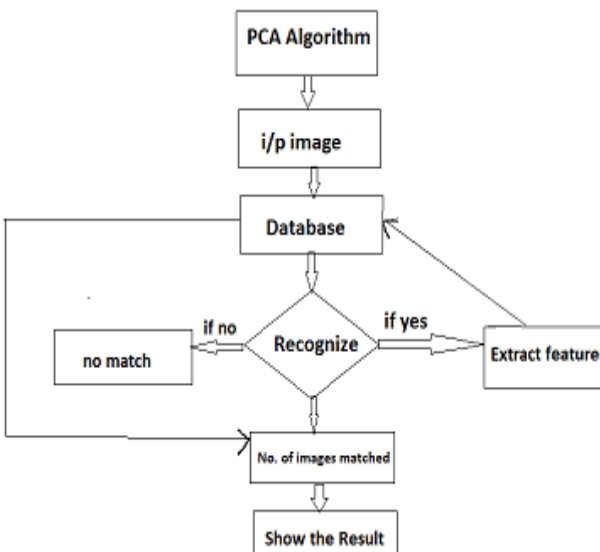 PCA Algorithm
i/p image
Database
if no
if yes
Recognize
no match
Extract feature
No. of images matched
Show the Result